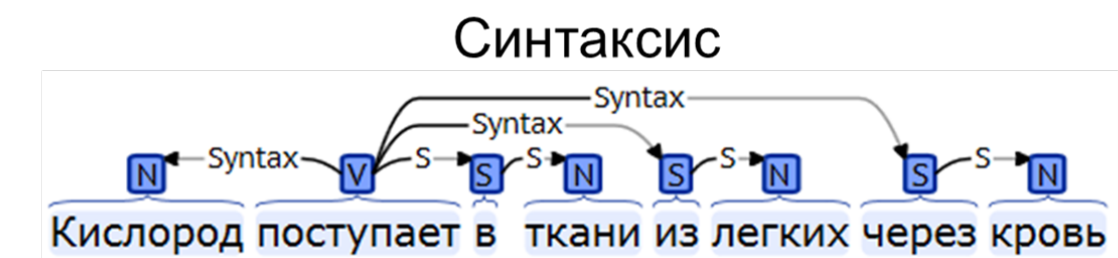 Синтаксис
Syntax
Syntax
Syntax S S S S
N V S N S N S N
Кислород поступает в ткани из легких через кровь